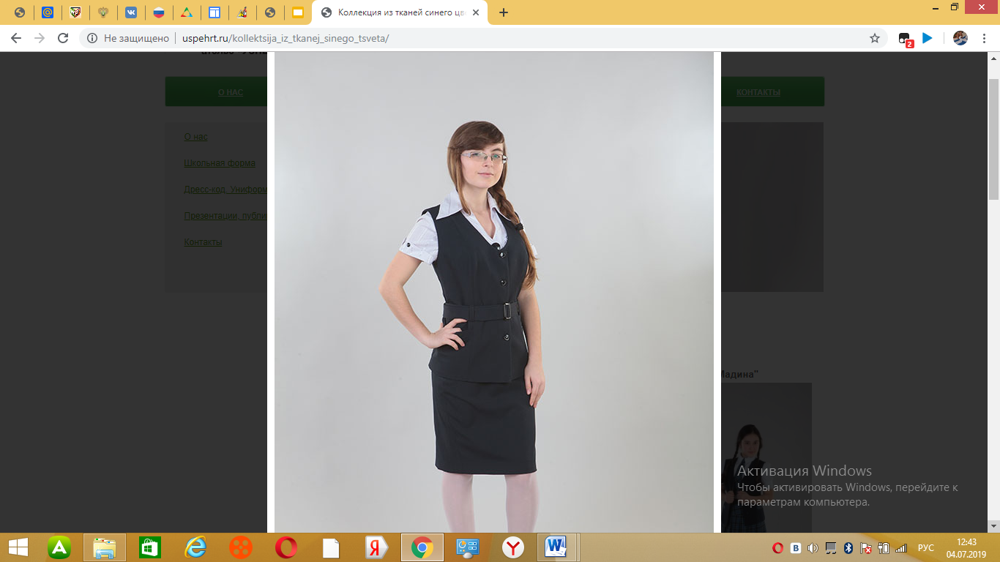 Коллекция из тканей синего цв
Не защищено
uspehrt.ru/kollektsija_iz_tkanej_sinego_tsveta/
2
О НАС
КОНТАКТЫ
О нас
Школьная форма
Дресс-код. Униформ
Презентации, публи
Контакты
Мадина"
Активация Windows
Чтобы активировать Windows, перейдите к
параметрам компьютера.
РУС
12:43
04.07.2019